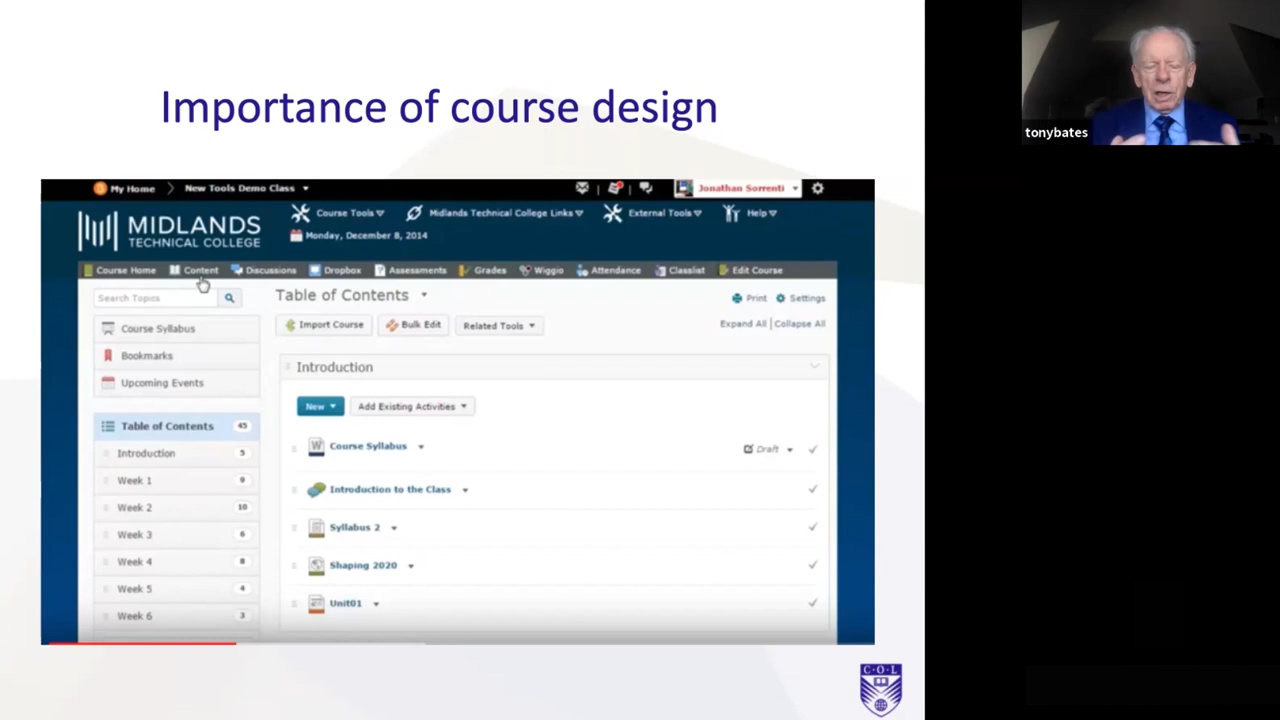 Importance of course design
tonybates
My Home New Tools Demo Class
Jonathan Sorrenti
MIDLANDS
TECHNICAL COLLEGE
Course Tools Midlands Technical College Links External Tools Help
Monday, December 8, 2014
Course Home Content Discussions Dropbox Assessments Grades Wiggio Attendance Classlist Edit Course
Search Topics
Table of Contents
Print Settings
Import Course Bulk Edit Related Tools
Expand All | Collapse All
Course Syllabus
Bookmarks
Upcoming Events
Table of Contents 45
Introduction 5
Week 1 9
Week 2 10
Week 3 6
Week 4 8
Week 5 4
Week 6 3
Introduction
New Add Existing Activities
Course Syllabus Draft
Introduction to the Class
Syllabus 2
Shaping 2020
Unit01
C·O·L